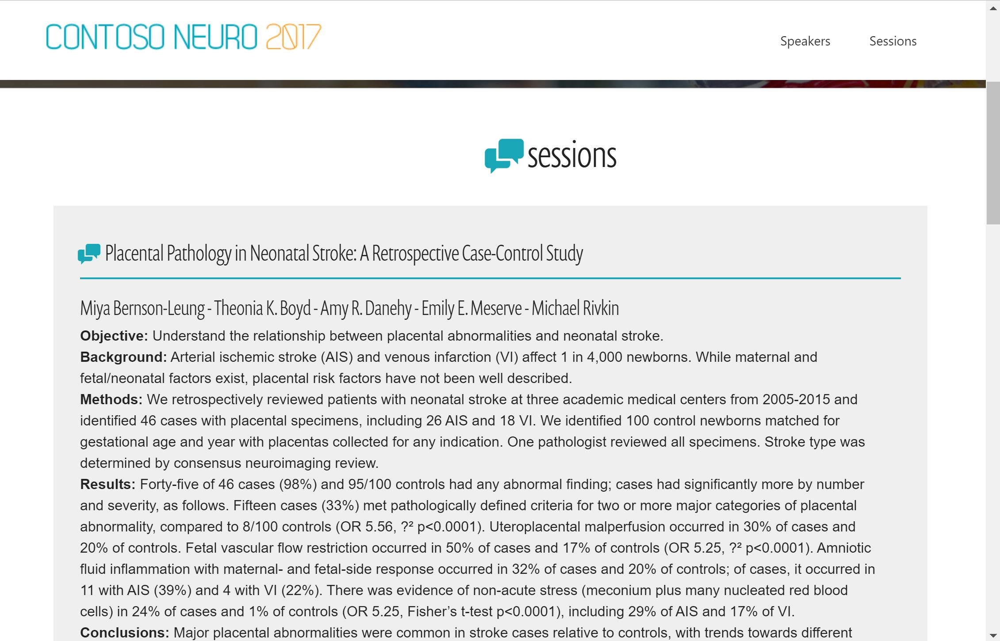 CONTOSO NEURO 2017
Speakers
Sessions
sessions
Placental Pathology in Neonatal Stroke: A Retrospective Case-Control Study
Miya Bernson-Leung - Theonia K. Boyd - Amy R. Danehy - Emily E. Meserve - Michael Rivkin
Objective: Understand the relationship between placental abnormalities and neonatal stroke.
Background: Arterial ischemic stroke (AIS) and venous infarction (VI) affect 1 in 4,000 newborns. While maternal and
fetal/neonatal factors exist, placental risk factors have not been well described.
Methods: We retrospectively reviewed patients with neonatal stroke at three academic medical centers from 2005-2015 and
identified 46 cases with placental specimens, including 26 AIS and 18 VI. We identified 100 control newborns matched for
gestational age and year with placentas collected for any indication. One pathologist reviewed all specimens. Stroke type was
determined by consensus neuroimaging review.
Results: Forty-five of 46 cases (98%) and 95/100 controls had any abnormal finding; cases had significantly more by number
and severity, as follows. Fifteen cases (33%) met pathologically defined criteria for two or more major categories of placental
abnormality, compared to 8/100 controls (OR 5.56, ?² p<0.0001). Uteroplacental malperfusion occurred in 30% of cases and
20% of controls. Fetal vascular flow restriction occurred in 50% of cases and 17% of controls (OR 5.25, ?² p<0.0001). Amniotic
fluid inflammation with maternal- and fetal-side response occurred in 32% of cases and 20% of controls; of cases, it occurred in
11 with AIS (39%) and 4 with VI (22%). There was evidence of non-acute stress (meconium plus many nucleated red blood
cells) in 24% of cases and 1% of controls (OR 5.25, Fisher’s t-test p<0.0001), including 29% of AIS and 17% of VI.
Conclusions: Major placental abnormalities were common in stroke cases relative to controls, with trends towards different